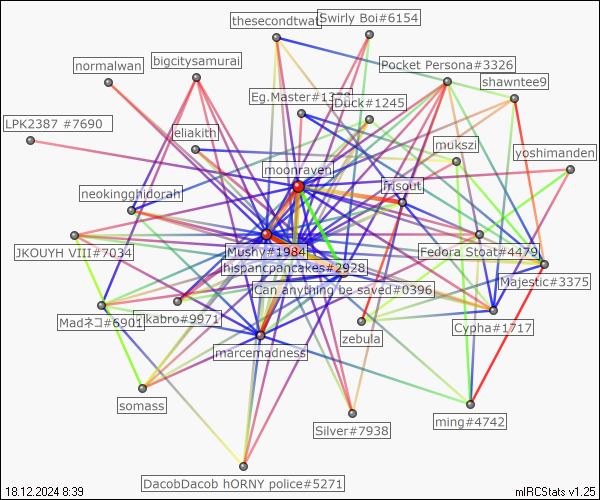 thesecondtwat
Swirly Boi#6154
bigcitysamurai
normalwan
Pocket Persona#3326
shawntee9
Eg.Master#1338
Duck#1245
LPK2387 #7690
eliakith
mukszi
yoshimanden
moonraven
neokingghidorah
frisout
JKOUYH VIII#7034
Mushy#1984
Fedora Stoat#4479
hispancpancakes#2928
Majestic#3375
Can anything be saved#0396
Madネコ#6901
kabro#9971
Cypha#1717
zebula
marcemadness
somass
Silver#7938
ming#4742
DacobDacob hORNY police#5271
18.12.2024 8:39
mIRCStats v1.25